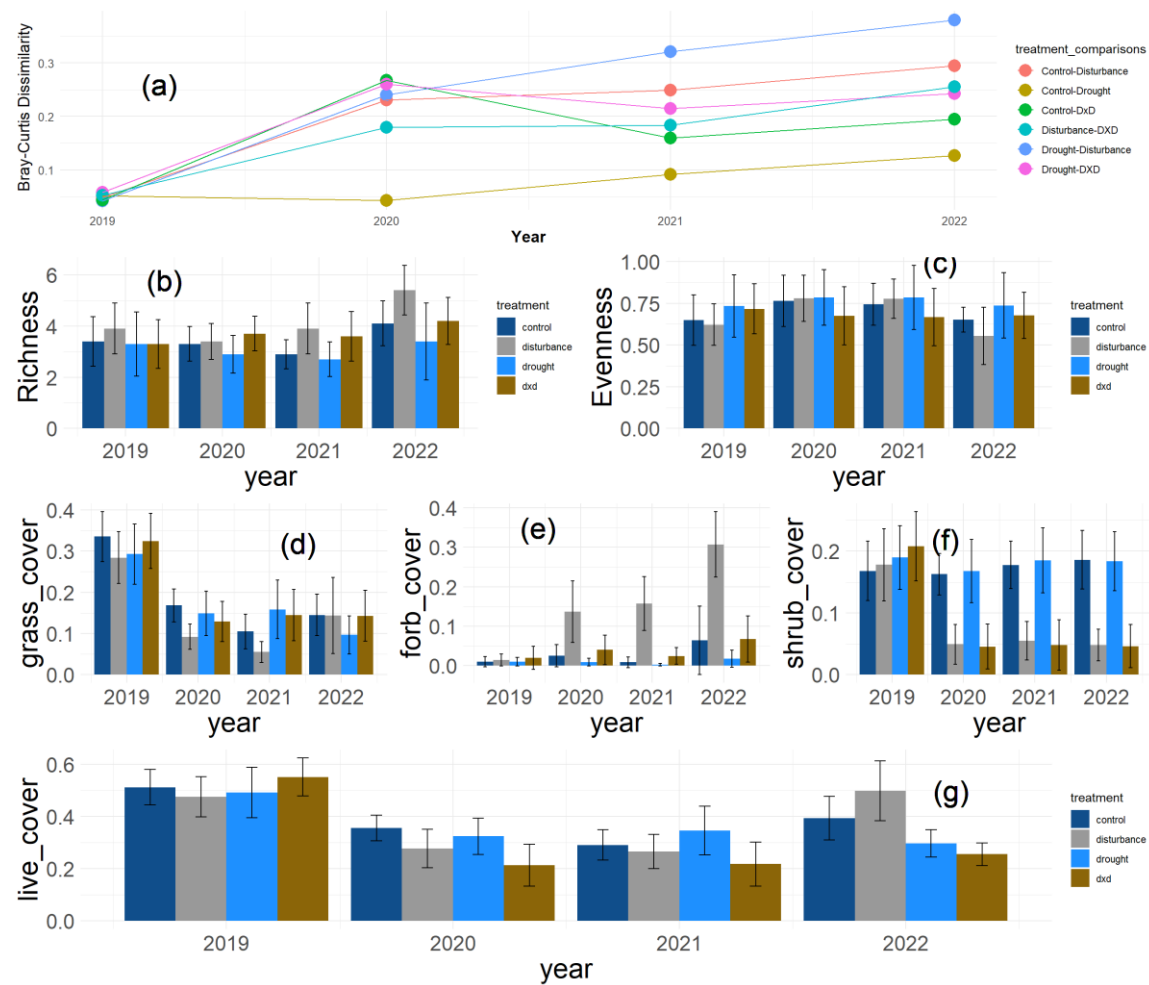 Bray-Curtis Dissimilarity
0.3
0.2
0.1
(a)
2019 2020 2021 2022
Year
treatment_comparisons
Control-Disturbance
Control-Drought
Control-DxD
Disturbance-DXD
Drought-Disturbance
Drought-DXD
Richness
6
4
2
0
(b)
2019 2020 2021 2022
year
treatment
control
disturbance
drought
dxd
Evenness
1.00
0.75
0.50
0.25
0.00
(c)
2019 2020 2021 2022
year
treatment
control
disturbance
drought
dxd
grass_cover
0.4
0.3
0.2
0.1
0.0
(d)
2019 2020 2021 2022
year
forb_cover
0.4
0.3
0.2
0.1
0.0
(e)
2019 2020 2021 2022
year
shrub_cover
0.2
0.1
0.0
(f)
2019 2020 2021 2022
year
live_cover
0.6
0.4
0.2
0.0
(g)
2019 2020 2021 2022
year
treatment
control
disturbance
drought
dxd